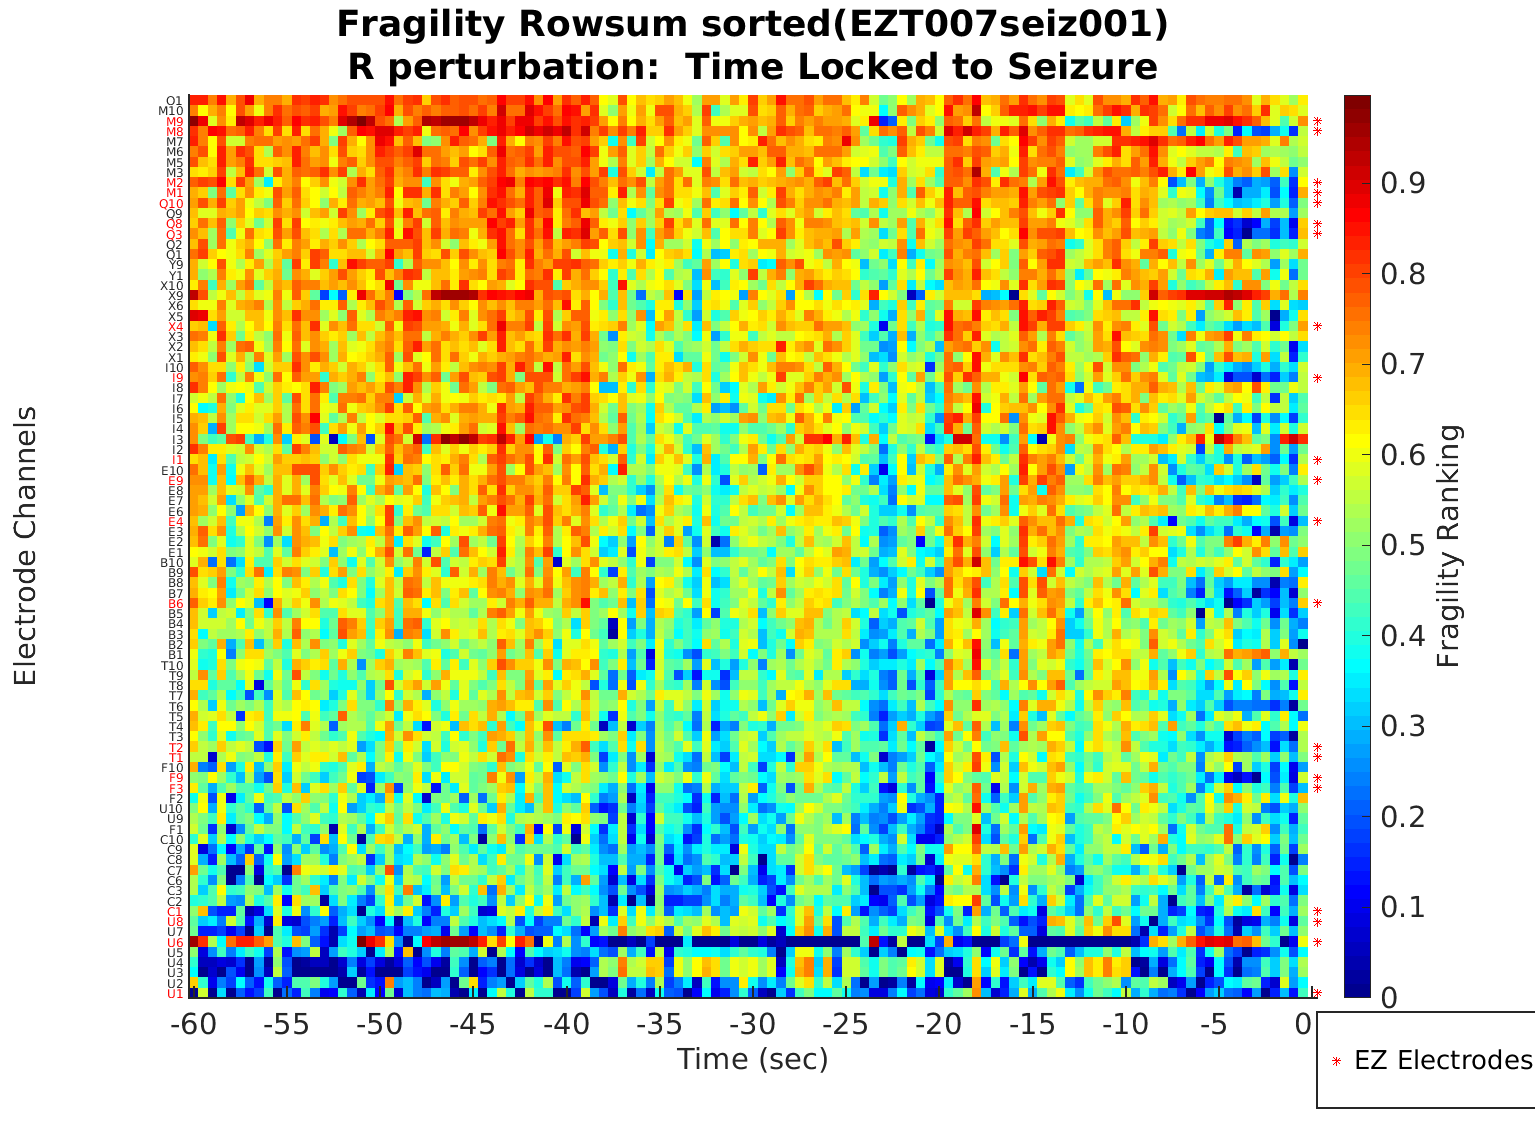 Fragility Rowsum sorted(EZT007seiz001)
R perturbation:  Time Locked to Seizure
Electrode Channels
O1
M10
M9
M8
M7
M6
M5
M3
M2
M1
Q10
Q9
Q8
Q3
Q2
Q1
Y9
Y1
X10
X9
X6
X5
X4
X3
X2
X1
I10
I9
I8
I7
I6
I5
I4
I3
I2
I1
E10
E9
E8
E7
E6
E4
E3
E2
E1
B10
B9
B8
B7
B6
B5
B4
B3
B2
B1
T10
T9
T8
T7
T6
T5
T4
T3
T2
T1
F10
F9
F3
F2
U10
U9
F1
C10
C9
C8
C7
C6
C3
C2
C1
U8
U7
U6
U5
U4
U3
U2
U1
-60 -55 -50 -45 -40 -35 -30 -25 -20 -15 -10 -5 0
Time (sec)
0.9
0.8
0.7
0.6
0.5
0.4
0.3
0.2
0.1
0
Fragility Ranking
EZ Electrodes